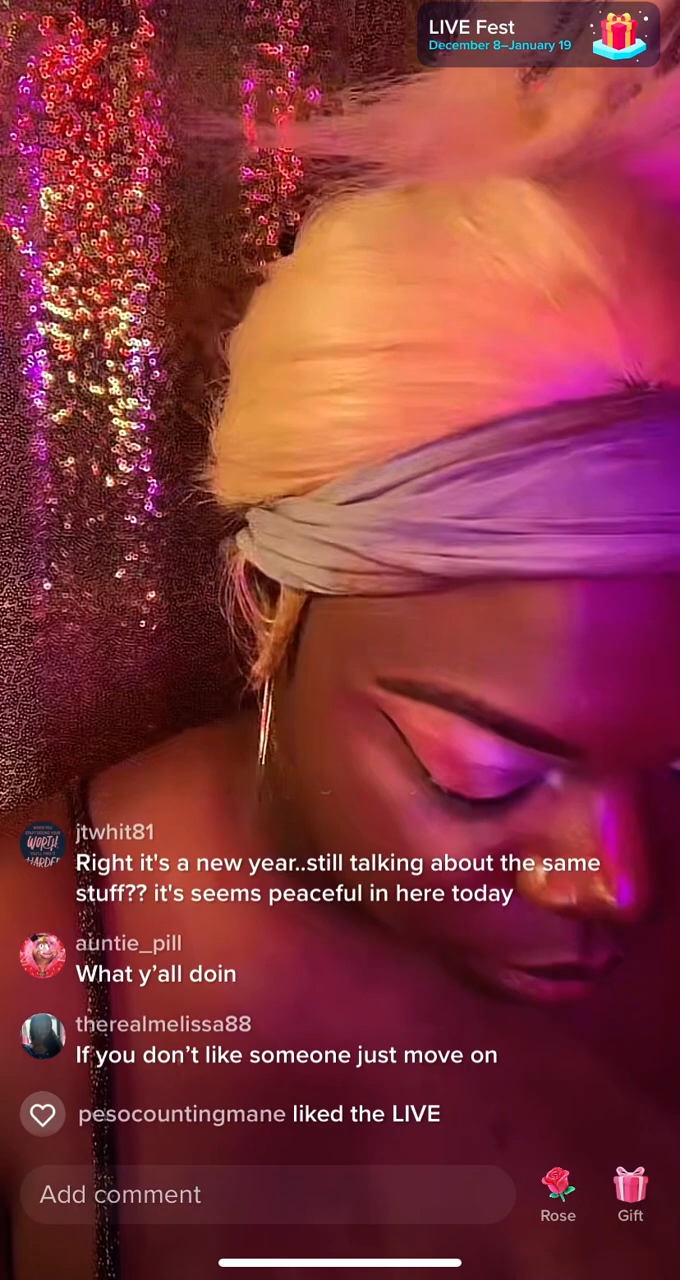 LIVE Fest
December 8–January 19
jtwhit81
Right it's a new year..still talking about the same
stuff?? it's seems peaceful in here today
auntie_pill
What y’all doin
therealmelissa88
If you don’t like someone just move on
pesocountingmane liked the LIVE
Add comment
Rose
Gift
WORTH
HARDER